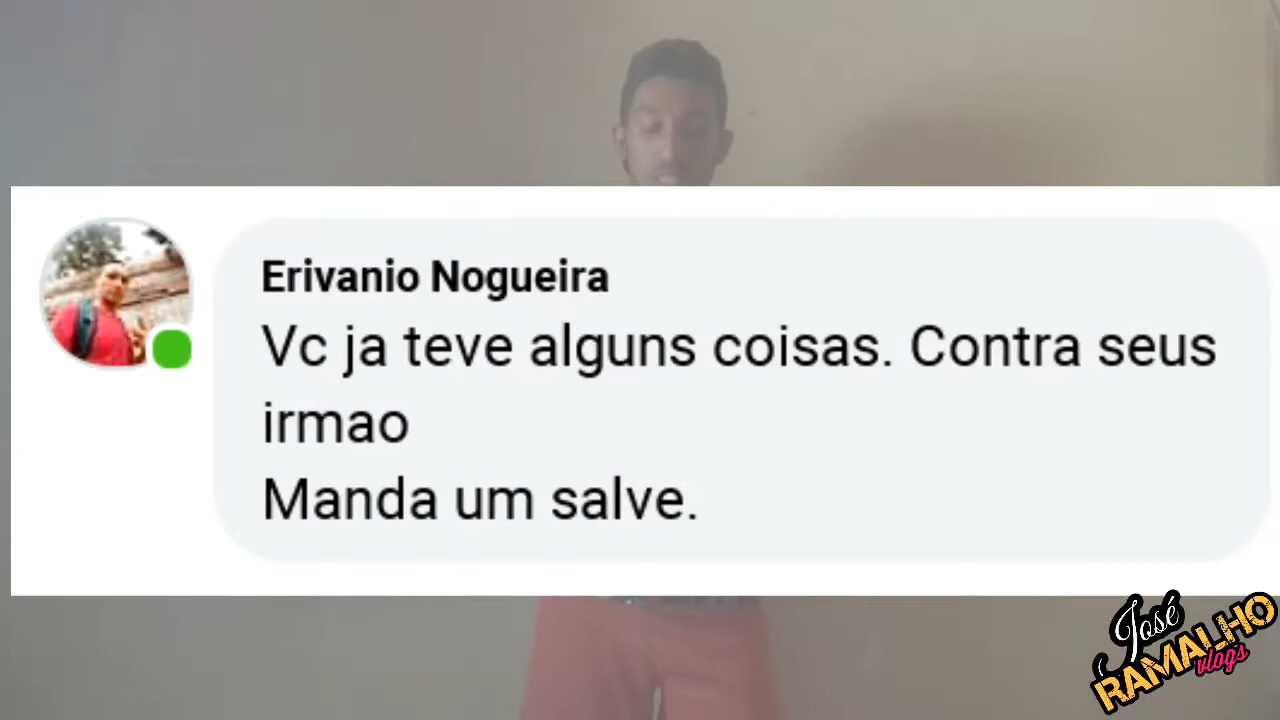 Erivanio Nogueira
Vc ja teve alguns coisas. Contra seus
irmao
Manda um salve.
José
RAMALHO
vlogs